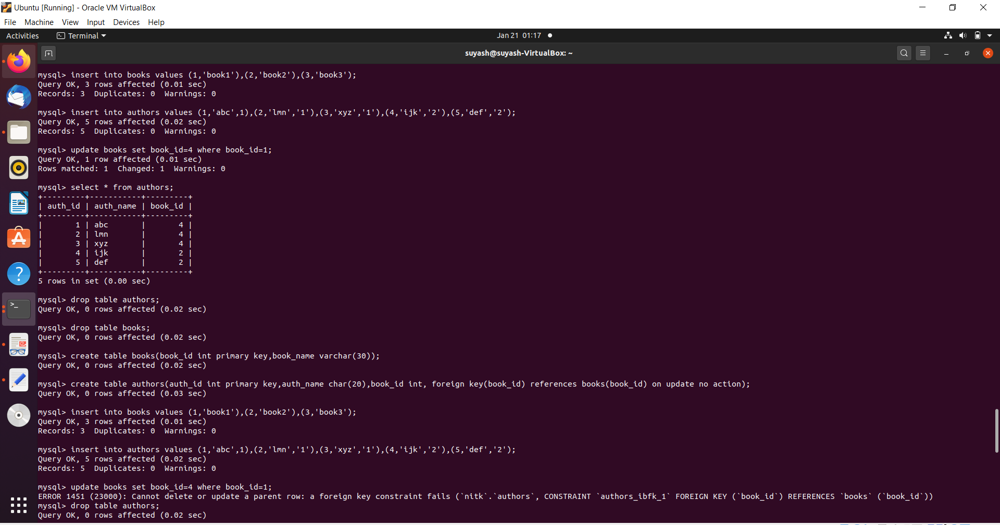 Ubuntu [Running] - Oracle VM VirtualBox
File Machine View Input Devices Help
Activities Terminal Jan 21 01:17
suyash@suyash-VirtualBox: ~
mysql> insert into books values (1,'book1'),(2,'book2'),(3,'book3');
Query OK, 3 rows affected (0.01 sec)
Records: 3  Duplicates: 0  Warnings: 0
mysql> insert into authors values (1,'abc',1),(2,'lmn','1'),(3,'xyz','1'),(4,'ijk','2'),(5,'def','2');
Query OK, 5 rows affected (0.02 sec)
Records: 5  Duplicates: 0  Warnings: 0
mysql> update books set book_id=4 where book_id=1;
Query OK, 1 row affected (0.01 sec)
Rows matched: 1  Changed: 1  Warnings: 0
mysql> select * from authors;
+---------+-----------+---------+
| auth_id | auth_name | book_id |
+---------+-----------+---------+
|       1 | abc       |       4 |
|       2 | lmn       |       4 |
|       3 | xyz       |       4 |
|       4 | ijk       |       2 |
|       5 | def       |       2 |
+---------+-----------+---------+
5 rows in set (0.00 sec)
mysql> drop table authors;
Query OK, 0 rows affected (0.02 sec)
mysql> drop table books;
Query OK, 0 rows affected (0.02 sec)
mysql> create table books(book_id int primary key,book_name varchar(30));
Query OK, 0 rows affected (0.02 sec)
mysql> create table authors(auth_id int primary key,auth_name char(20),book_id int, foreign key(book_id) references books(book_id) on update no action);
Query OK, 0 rows affected (0.03 sec)
mysql> insert into books values (1,'book1'),(2,'book2'),(3,'book3');
Query OK, 3 rows affected (0.01 sec)
Records: 3  Duplicates: 0  Warnings: 0
mysql> insert into authors values (1,'abc',1),(2,'lmn','1'),(3,'xyz','1'),(4,'ijk','2'),(5,'def','2');
Query OK, 5 rows affected (0.02 sec)
Records: 5  Duplicates: 0  Warnings: 0
mysql> update books set book_id=4 where book_id=1;
ERROR 1451 (23000): Cannot delete or update a parent row: a foreign key constraint fails (`nitk`.`authors`, CONSTRAINT `authors_ibfk_1` FOREIGN KEY (`book_id`) REFERENCES `books` (`book_id`))
mysql> drop table authors;
Query OK, 0 rows affected (0.02 sec)